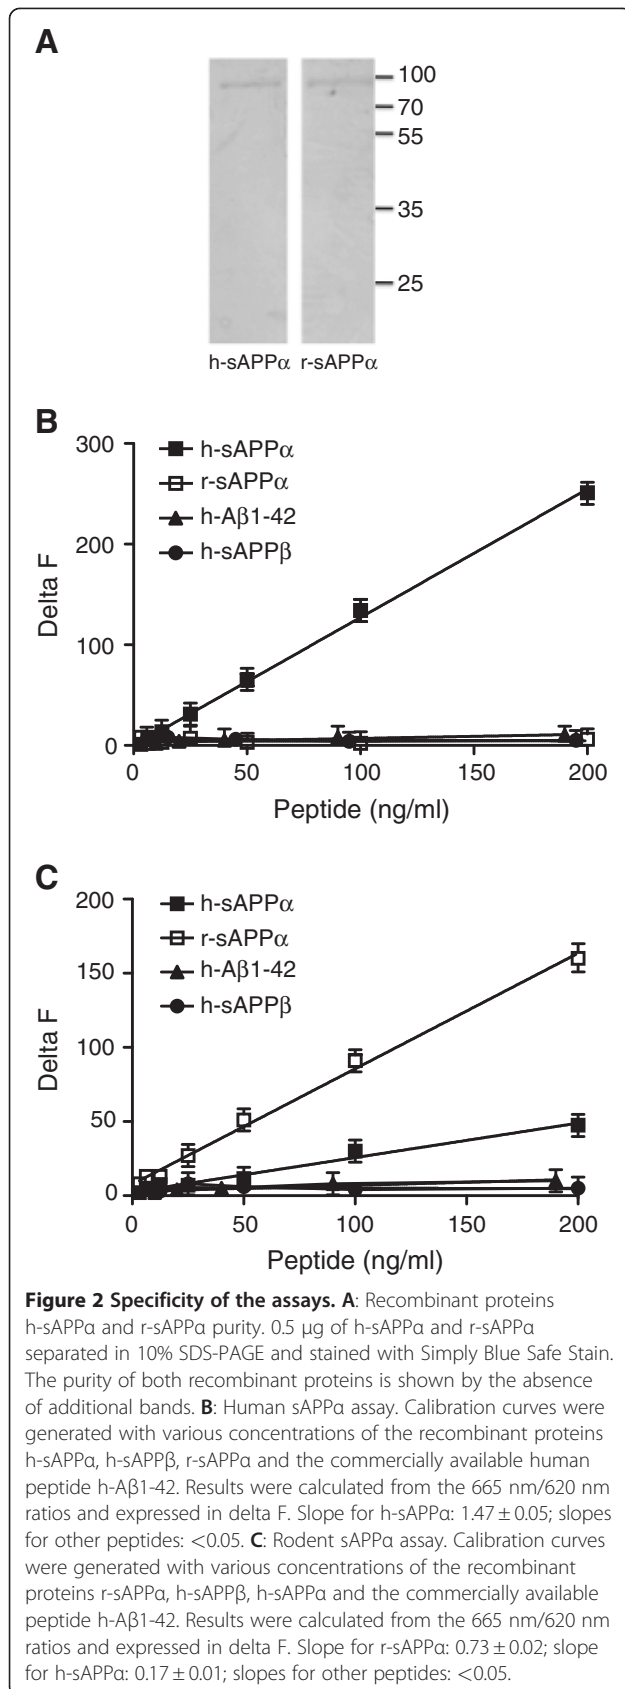 A
100
70
55
35
25
h-sAPPα r-sAPPα
B
300
200
100
0
Delta F
h-sAPPα
r-sAPPα
h-Aβ1-42
h-sAPPβ
0 50 100 150 200
Peptide (ng/ml)
C
200
150
100
50
0
Delta F
h-sAPPα
r-sAPPα
h-Aβ1-42
h-sAPPβ
0 50 100 150 200
Peptide (ng/ml)
Figure 2 Specificity of the assays. A: Recombinant proteins
h-sAPPα and r-sAPPα purity. 0.5 μg of h-sAPPα and r-sAPPα
separated in 10% SDS-PAGE and stained with Simply Blue Safe Stain.
The purity of both recombinant proteins is shown by the absence
of additional bands. B: Human sAPPα assay. Calibration curves were
generated with various concentrations of the recombinant proteins
h-sAPPα, h-sAPPβ, r-sAPPα and the commercially available human
peptide h-Aβ1-42. Results were calculated from the 665 nm/620 nm
ratios and expressed in delta F. Slope for h-sAPPα: 1.47 ± 0.05; slopes
for other peptides: <0.05. C: Rodent sAPPα assay. Calibration curves
were generated with various concentrations of the recombinant
proteins r-sAPPα, h-sAPPβ, h-sAPPα and the commercially available
peptide h-Aβ1-42. Results were calculated from the 665 nm/620 nm
ratios and expressed in delta F. Slope for r-sAPPα: 0.73 ± 0.02; slope
for h-sAPPα: 0.17 ± 0.01; slopes for other peptides: <0.05.